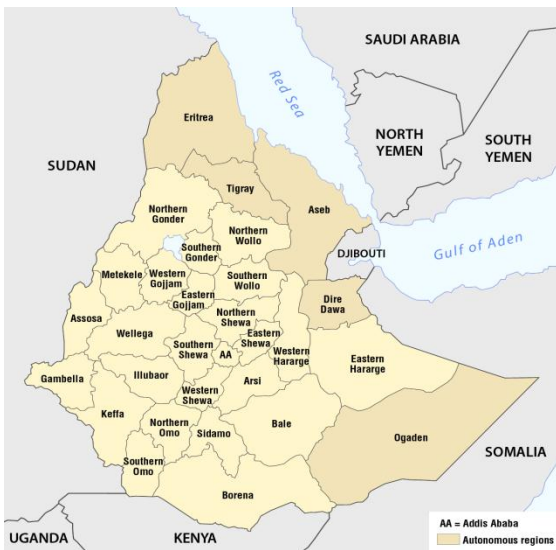 SAUDI ARABIA
Red Sea
Eritrea
NORTH
YEMEN
SOUTH
YEMEN
SUDAN
Tigray
Aseb
Northern
Gonder
Northern
Wollo
Southern
Gonder
DJIBOUTI
Gulf of Aden
Metekele
Western
Gojjam
Southern
Wollo
Eastern
Gojjam
Dire
Dawa
Assosa
Wellega
Northern
Shewa
Eastern
Shewa
Southern
Shewa
AA
Western
Hararge
Eastern
Hararge
Gambella
Illubaor
Western
Shewa
Arsi
Keffa
Northern
Omo
Sidamo
Bale
Ogaden
Southern
Omo
SOMALIA
Borena
UGANDA
KENYA
AA = Addis Ababa
Autonomous regions